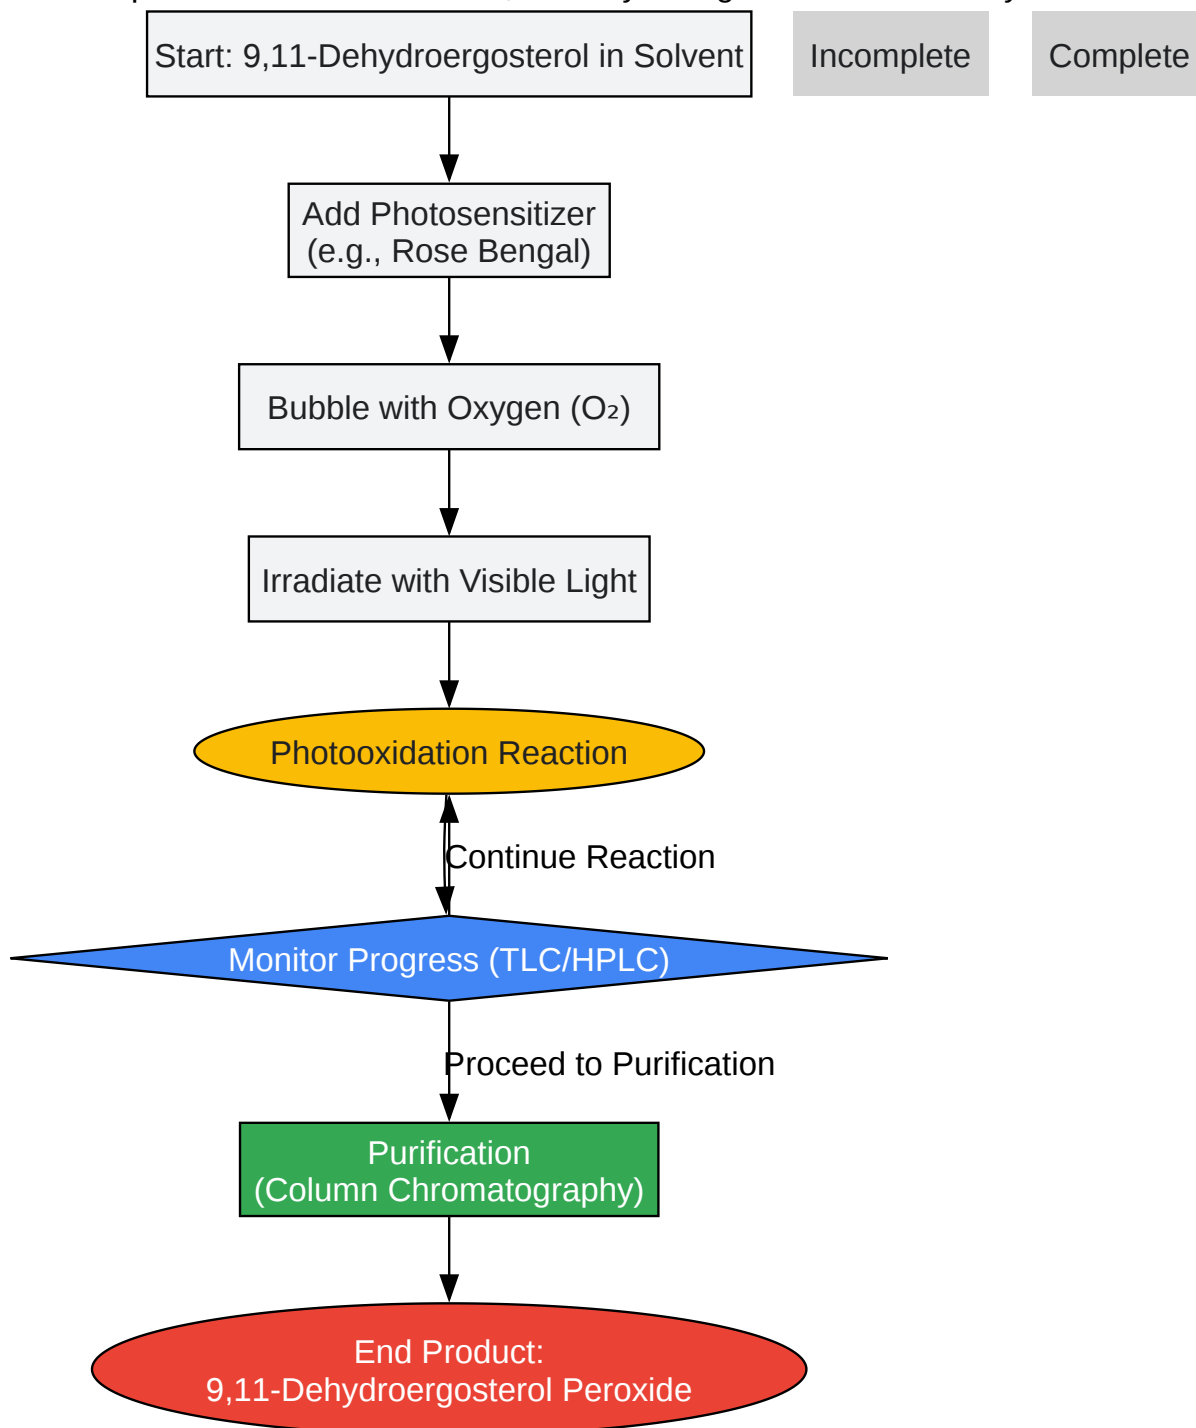 Start: 9,11-Dehydroergosterol in Solvent
Incomplete
Complete
Add Photosensitizer
(e.g., Rose Bengal)
Bubble with Oxygen (O₂)
Irradiate with Visible Light
Photooxidation Reaction
Continue Reaction
Monitor Progress (TLC/HPLC)
Proceed to Purification
Purification
(Column Chromatography)
End Product:
9,11-Dehydroergosterol Peroxide